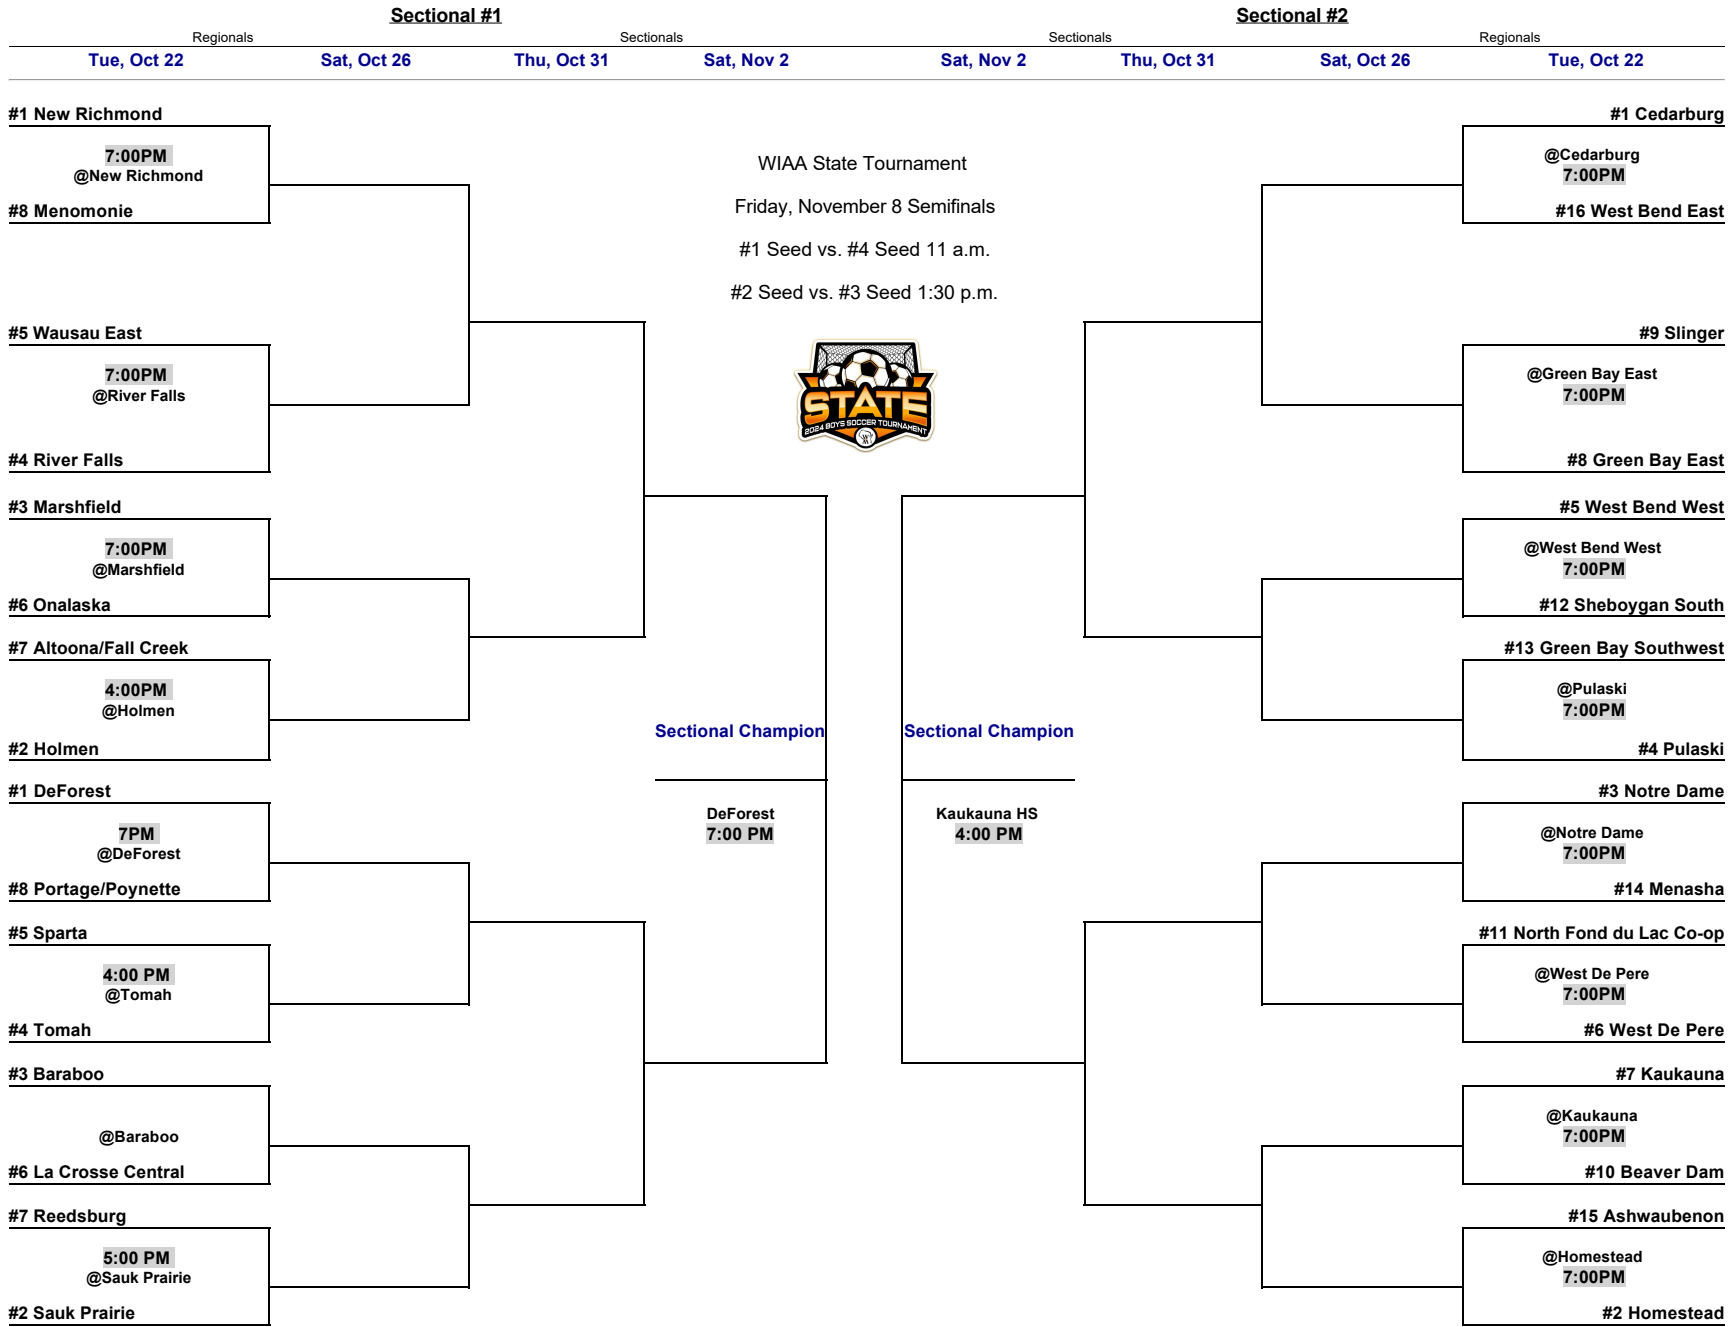 Sectional #1
Sectional #2
Regionals
Sectionals
Sectionals
Regionals
Tue, Oct 22
Sat, Oct 26
Thu, Oct 31
Sat, Nov 2
Sat, Nov 2
Thu, Oct 31
Sat, Oct 26
Tue, Oct 22
#1 New Richmond
7:00PM
@New Richmond
#8 Menomonie
#5 Wausau East
7:00PM
@River Falls
#4 River Falls
#3 Marshfield
7:00PM
@Marshfield
#6 Onalaska
#7 Altoona/Fall Creek
4:00PM
@Holmen
#2 Holmen
#1 DeForest
7PM
@DeForest
#8 Portage/Poynette
#5 Sparta
4:00 PM
@Tomah
#4 Tomah
#3 Baraboo
@Baraboo
#6 La Crosse Central
#7 Reedsburg
5:00 PM
@Sauk Prairie
#2 Sauk Prairie
WIAA State Tournament
Friday, November 8 Semifinals
#1 Seed vs. #4 Seed 11 a.m.
#2 Seed vs. #3 Seed 1:30 p.m.
STATE
2024 BOYS SOCCER TOURNAMENT
Sectional Champion
DeForest
7:00 PM
Sectional Champion
Kaukauna HS
4:00 PM
#1 Cedarburg
@Cedarburg
7:00PM
#16 West Bend East
#9 Slinger
@Green Bay East
7:00PM
#8 Green Bay East
#5 West Bend West
@West Bend West
7:00PM
#12 Sheboygan South
#13 Green Bay Southwest
@Pulaski
7:00PM
#4 Pulaski
#3 Notre Dame
@Notre Dame
7:00PM
#14 Menasha
#11 North Fond du Lac Co-op
@West De Pere
7:00PM
#6 West De Pere
#7 Kaukauna
@Kaukauna
7:00PM
#10 Beaver Dam
#15 Ashwaubenon
@Homestead
7:00PM
#2 Homestead